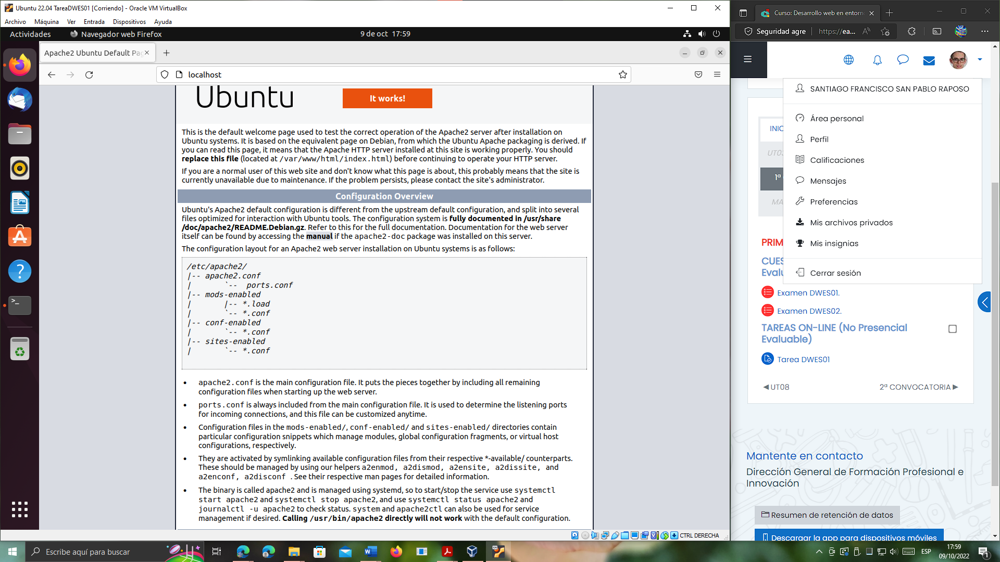 Ubuntu 22.04 TareaDWES01 [Corriendo] - Oracle VM VirtualBox
Archivo Máquina Ver Entrada Dispositivos Ayuda
Actividades Navegador web Firefox 9 de oct 17:59
Apache2 Ubuntu Default Pa
localhost
Ubuntu
It works!
This is the default welcome page used to test the correct operation of the Apache2 server after installation on
Ubuntu systems. It is based on the equivalent page on Debian, from which the Ubuntu Apache packaging is derived. If
you can read this page, it means that the Apache HTTP server installed at this site is working properly. You should
replace this file (located at /var/www/html/index.html) before continuing to operate your HTTP server.
If you are a normal user of this web site and don't know what this page is about, this probably means that the site is
currently unavailable due to maintenance. If the problem persists, please contact the site's administrator.
Configuration Overview
Ubuntu's Apache2 default configuration is different from the upstream default configuration, and split into several
files optimized for interaction with Ubuntu tools. The configuration system is fully documented in /usr/share
/doc/apache2/README.Debian.gz. Refer to this for the full documentation. Documentation for the web server
itself can be found by accessing the manual if the apache2-doc package was installed on this server.
The configuration layout for an Apache2 web server installation on Ubuntu systems is as follows:
/etc/apache2/
|-- apache2.conf
|       `--  ports.conf
|-- mods-enabled
|       |-- *.load
|       `-- *.conf
|-- conf-enabled
|       `-- *.conf
|-- sites-enabled
|       `-- *.conf
• apache2.conf is the main configuration file. It puts the pieces together by including all remaining
configuration files when starting up the web server.
• ports.conf is always included from the main configuration file. It is used to determine the listening ports
for incoming connections, and this file can be customized anytime.
• Configuration files in the mods-enabled/, conf-enabled/ and sites-enabled/ directories contain
particular configuration snippets which manage modules, global configuration fragments, or virtual host
configurations, respectively.
• They are activated by symlinking available configuration files from their respective *-available/ counterparts.
These should be managed by using our helpers a2enmod, a2dismod, a2ensite, a2dissite, and
a2enconf, a2disconf . See their respective man pages for detailed information.
• The binary is called apache2 and is managed using systemd, so to start/stop the service use systemctl
start apache2 and systemctl stop apache2, and use systemctl status apache2 and
journalctl -u apache2 to check status. system and apache2ctl can also be used for service
management if desired. Calling /usr/bin/apache2 directly will not work with the default configuration.
CTRL DERECHA
Curso: Desarrollo web en entorn
Seguridad agre https://ea...
SANTIAGO FRANCISCO SAN PABLO RAPOSO
Área personal
Perfil
Calificaciones
Mensajes
Preferencias
Mis archivos privados
Mis insignias
Cerrar sesión
INIC
UT03
1ª
MA
PRIM
CUES
Evalu
Examen DWES01.
Examen DWES02.
TAREAS ON-LINE (No Presencial
Evaluable)
Tarea DWES01
◀ UT08 2ª CONVOCATORIA ▶
Mantente en contacto
Dirección General de Formación Profesional e
Innovación
Resumen de retención de datos
Descargar la app para dispositivos móviles
Escribe aquí para buscar
ESP
17:59
09/10/2022
1